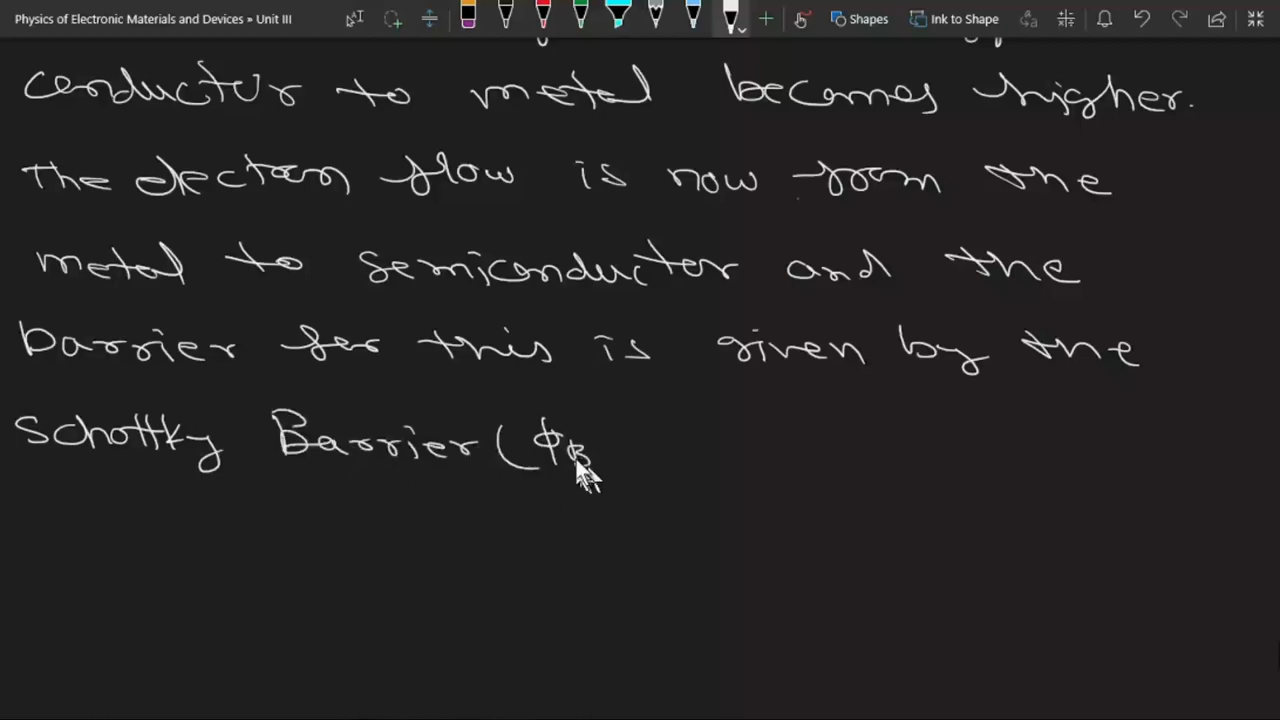 Physics of Electronic Materials and Devices » Unit III
Shapes
Ink to Shape
conductor to metal becomes higher.
The electron flow is now from the
metal to semiconductor and the
barrier for this is given by the
Schottky Barrier (ϕB